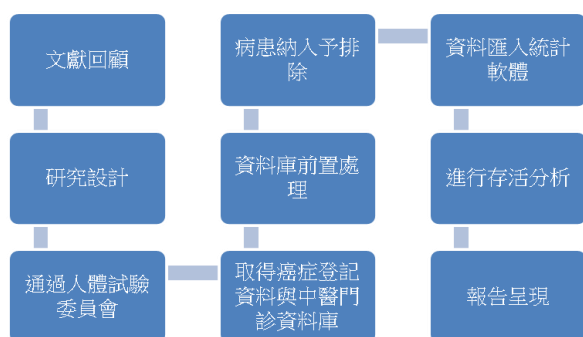 文獻回顧
研究設計
通過人體試驗
委員會
取得癌症登記
資料與中醫門
診資料庫
資料庫前置處
理
病患納入予排
除
資料匯入統計
軟體
進行存活分析
報告呈現